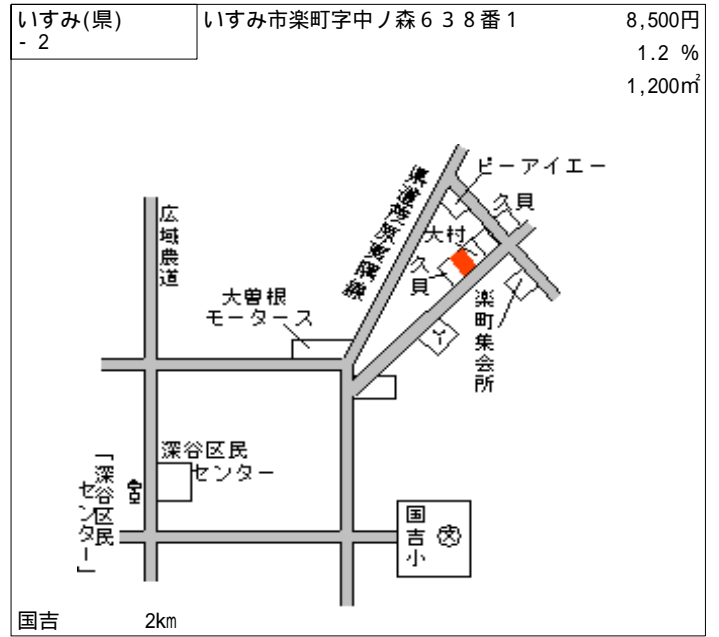 いすみ(県)
- 2
いすみ市楽町字中ノ森638番1
8,500円
1.2 %
1,200㎡
ピーアイエー
久貝
大村
久貝
広域農道
大曽根
モータース
楽町集会所
深谷区民
センター
「深谷区民
センター」
国吉小
文
国吉 2km